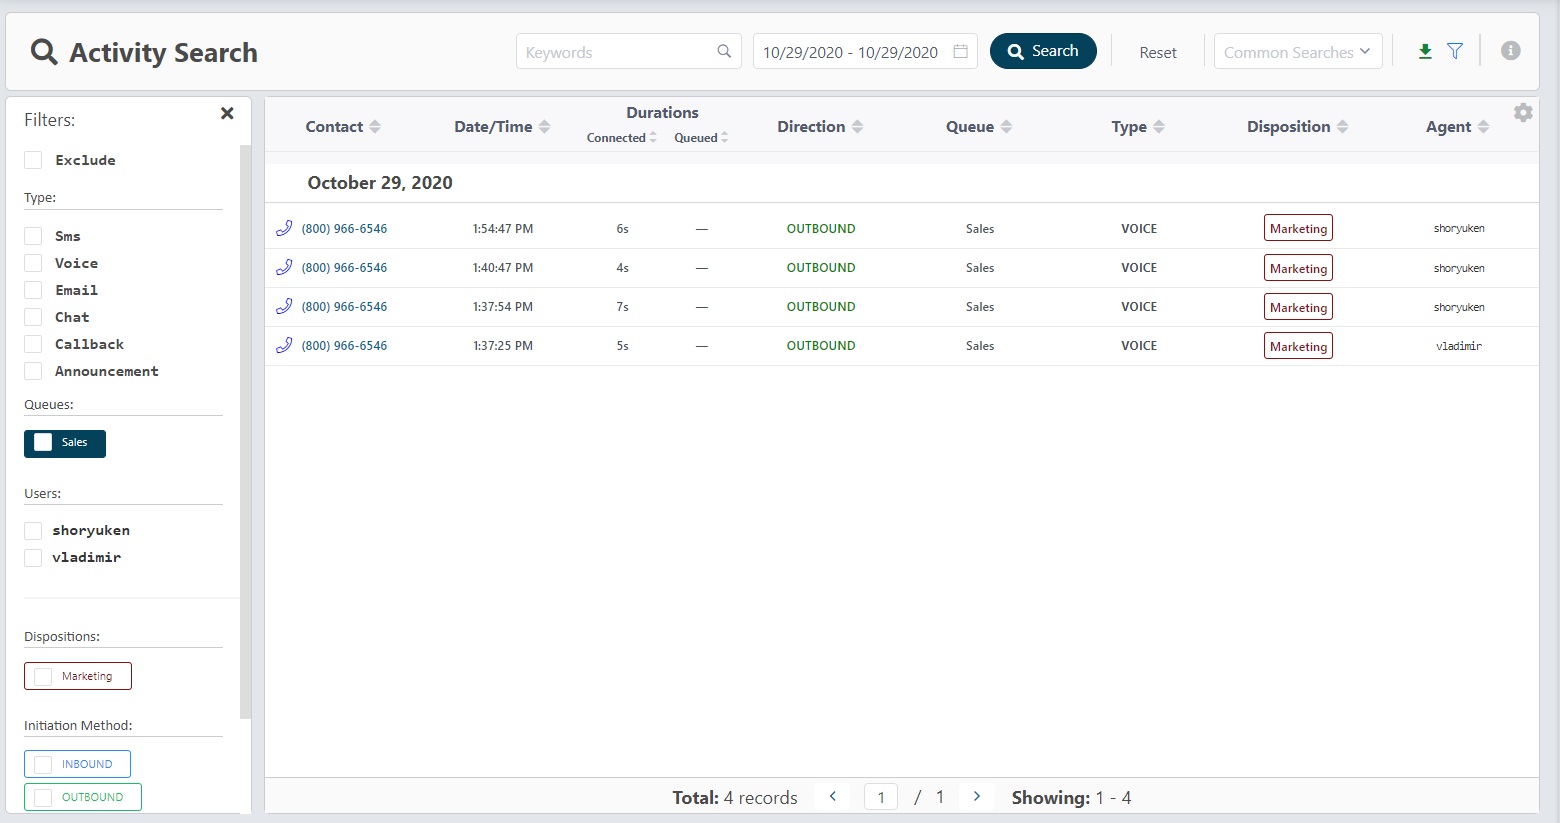 Activity Search
Keywords
10/29/2020 - 10/29/2020
Search
Reset
Common Searches
Filters:
Exclude
Type:
Sms
Voice
Email
Chat
Callback
Announcement
Queues:
Sales
Users:
shoryuken
vladimir
Dispositions:
Marketing
Initiation Method:
INBOUND
OUTBOUND
Contact Date/Time Durations Direction Queue Type Disposition Agent
Connected Queued
October 29, 2020
(800) 966-6546 1:54:47 PM 6s — OUTBOUND Sales VOICE Marketing shoryuken
(800) 966-6546 1:40:47 PM 4s — OUTBOUND Sales VOICE Marketing shoryuken
(800) 966-6546 1:37:54 PM 7s — OUTBOUND Sales VOICE Marketing shoryuken
(800) 966-6546 1:37:25 PM 5s — OUTBOUND Sales VOICE Marketing vladimir
Total: 4 records 1 / 1 Showing: 1 - 4